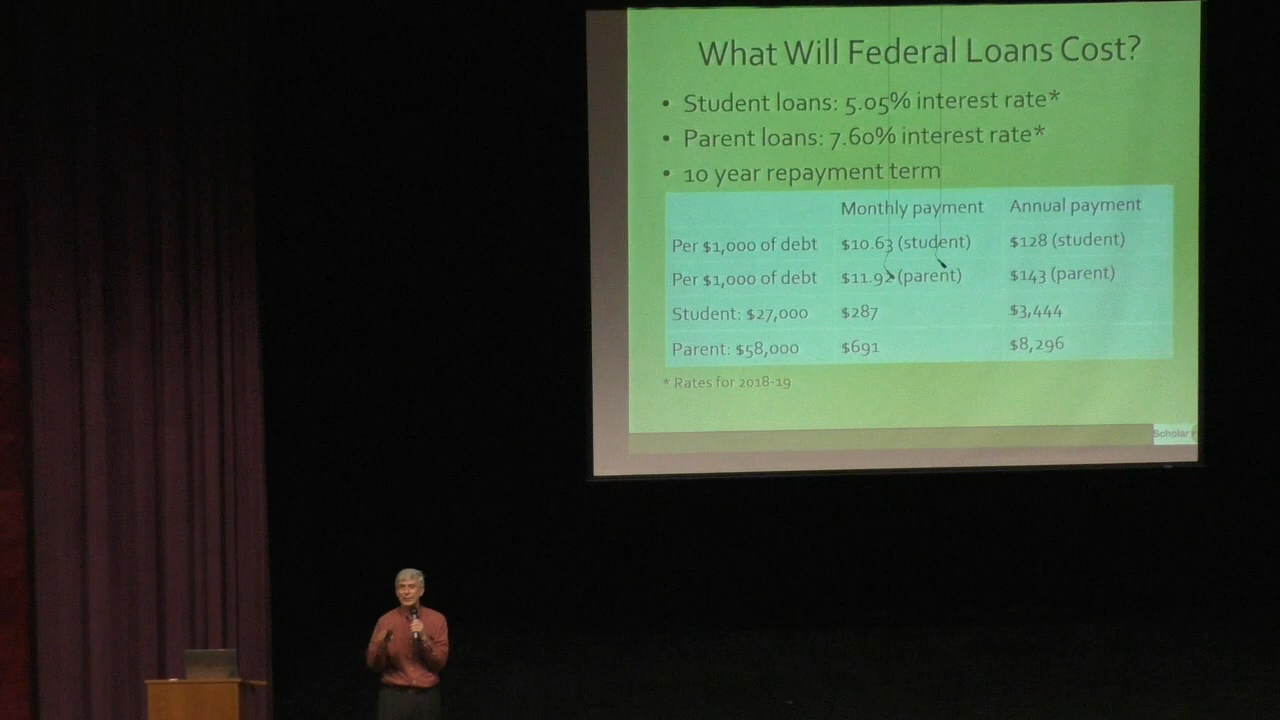 What Will Federal Loans Cost?
• Student loans: 5.05% interest rate*
• Parent loans: 7.60% interest rate*
• 10 year repayment term
Monthly payment Annual payment
Per $1,000 of debt $10.63 (student) $128 (student)
Per $1,000 of debt $11.92 (parent) $143 (parent)
Student: $27,000 $287 $3,444
Parent: $58,000 $691 $8,296
* Rates for 2018-19
Scholar